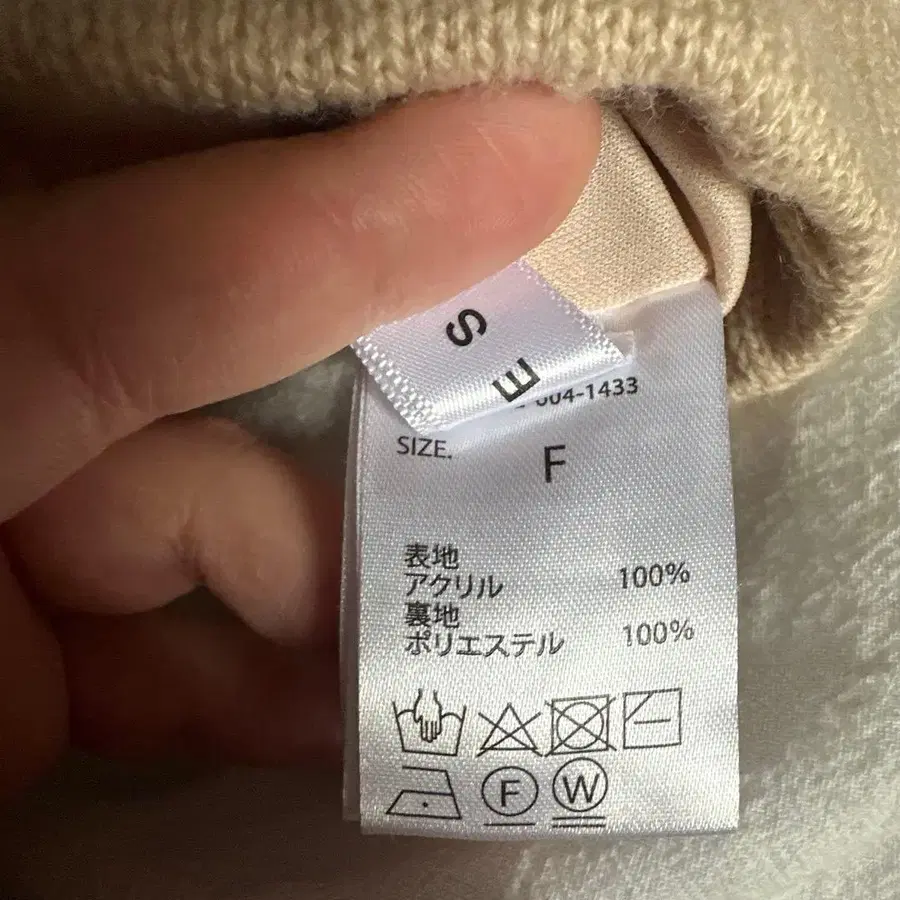 S
E
004-1433
SIZE.
F
表地
アクリル 100%
裏地
ポリエステル 100%
F
W